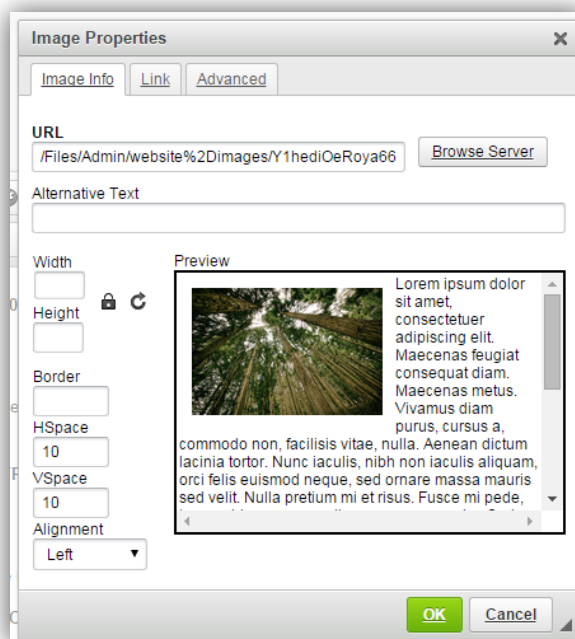 Image Properties
Image Info
Link
Advanced
URL
/Files/Admin/website%2Dimages/Y1hediOeRoya66
Browse Server
Alternative Text
Width
Height
Border
HSpace
10
VSpace
10
Alignment
Left
Preview
Lorem ipsum dolor
sit amet,
consectetuer
adipiscing elit.
Maecenas feugiat
consequat diam.
Maecenas metus.
Vivamus diam
purus, cursus a,
commodo non, facilisis vitae, nulla. Aenean dictum
lacinia tortor. Nunc iaculis, nibh non iaculis aliquam,
orci felis euismod neque, sed ornare massa mauris
sed velit. Nulla pretium mi et risus. Fusce mi pede,
OK
Cancel